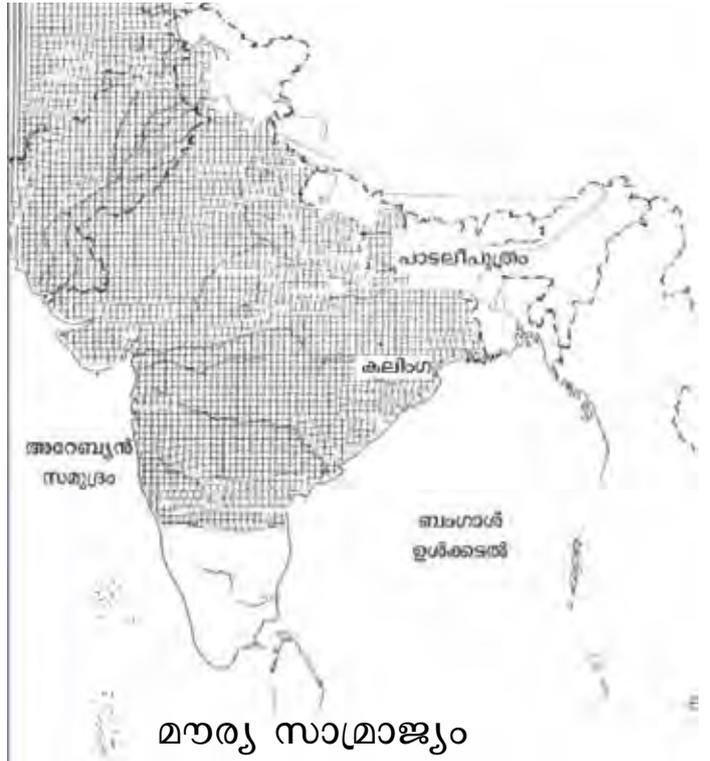 പാടലീപുത്രം
കലിംഗ
അറേബ്യൻ
സമുദ്രം
ബംഗാൾ
ഉൾക്കടൽ
മൗര്യ സാമ്രാജ്യം